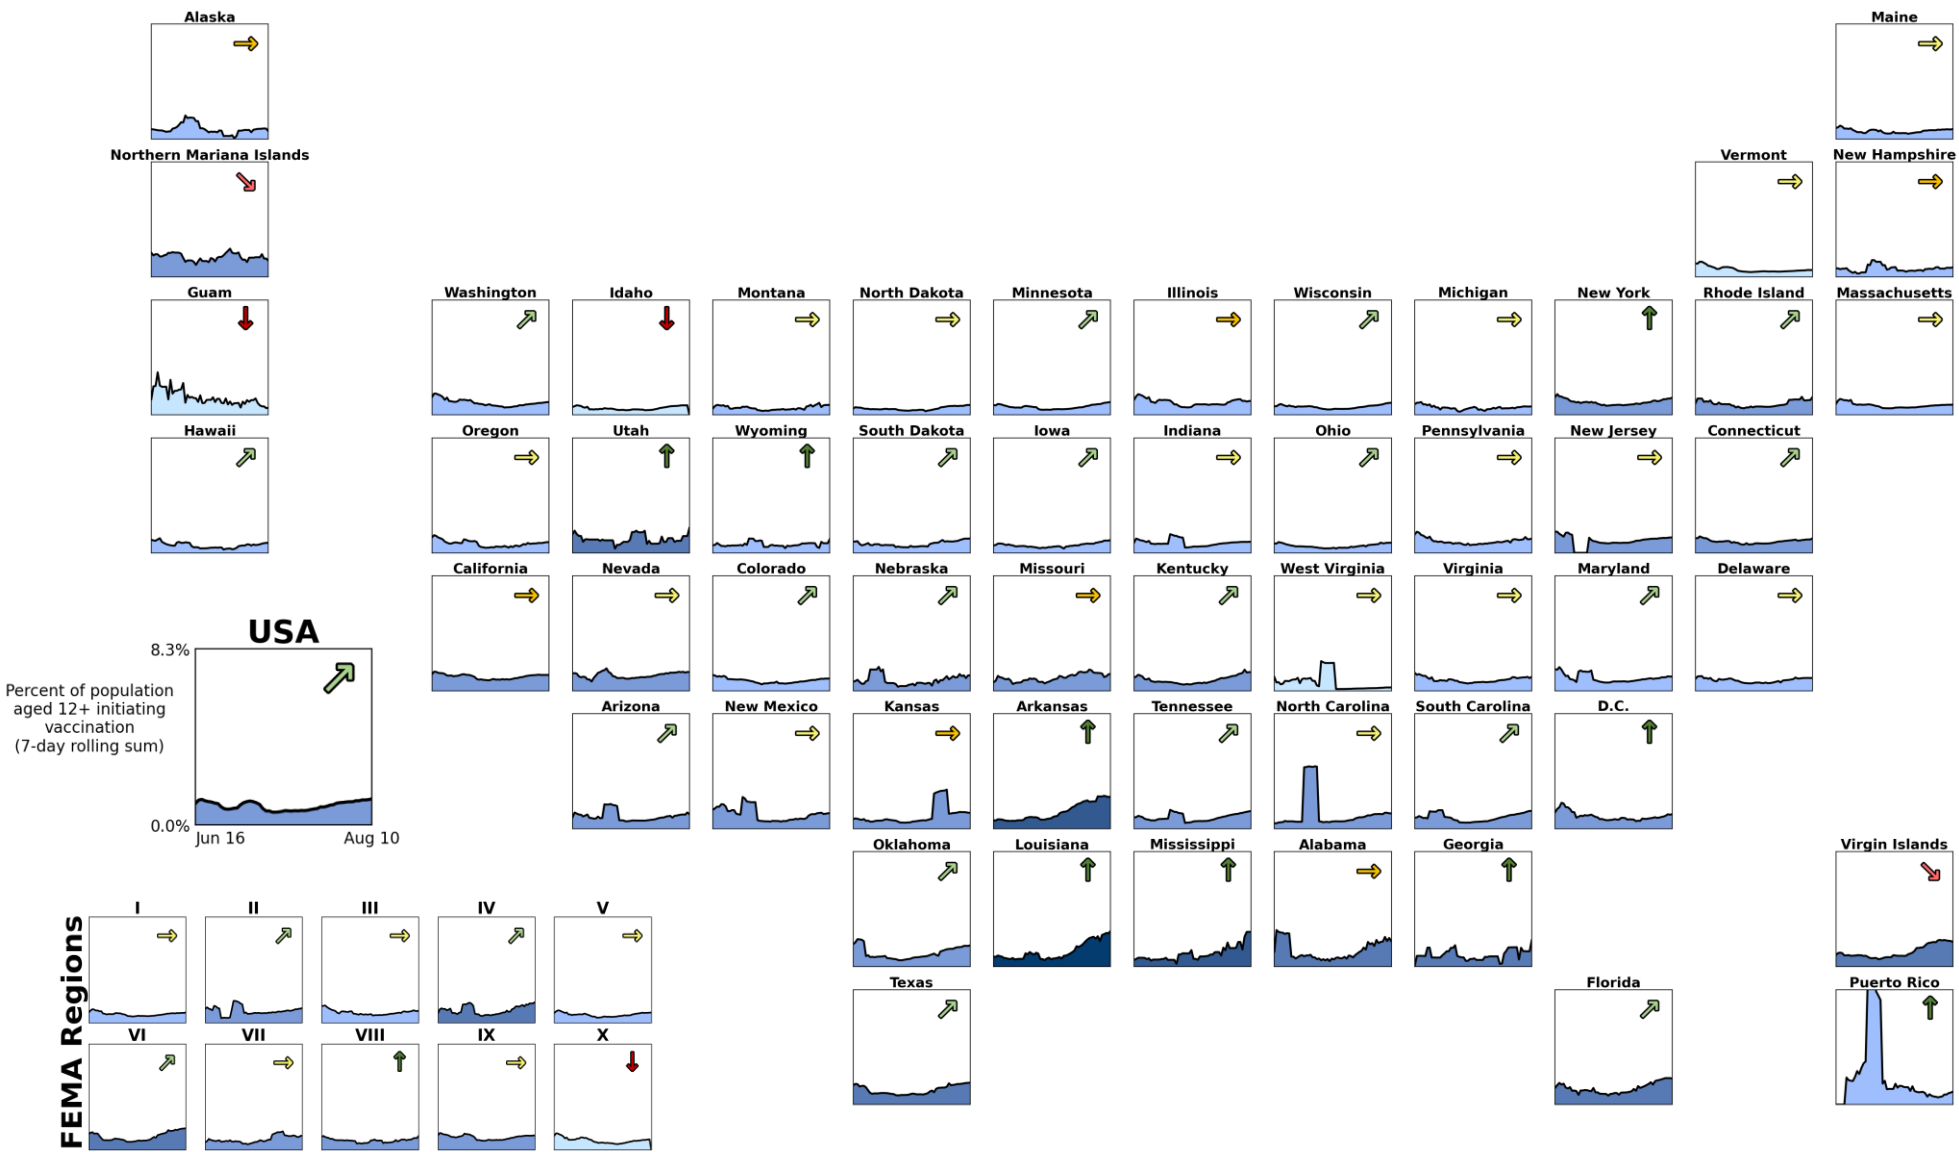 Alaska
Maine
Northern Mariana Islands
Vermont
New Hampshire
Guam
Washington
Idaho
Montana
North Dakota
Minnesota
Illinois
Wisconsin
Michigan
New York
Rhode Island
Massachusetts
Hawaii
Oregon
Utah
Wyoming
South Dakota
Iowa
Indiana
Ohio
Pennsylvania
New Jersey
Connecticut
California
Nevada
Colorado
Nebraska
Missouri
Kentucky
West Virginia
Virginia
Maryland
Delaware
USA
8.3%
Percent of population
aged 12+ initiating
vaccination
(7-day rolling sum)
0.0%
Jun 16
Aug 10
Arizona
New Mexico
Kansas
Arkansas
Tennessee
North Carolina
South Carolina
D.C.
Oklahoma
Louisiana
Mississippi
Alabama
Georgia
Virgin Islands
Texas
Florida
Puerto Rico
FEMA Regions
I
II
III
IV
V
VI
VII
VIII
IX
X